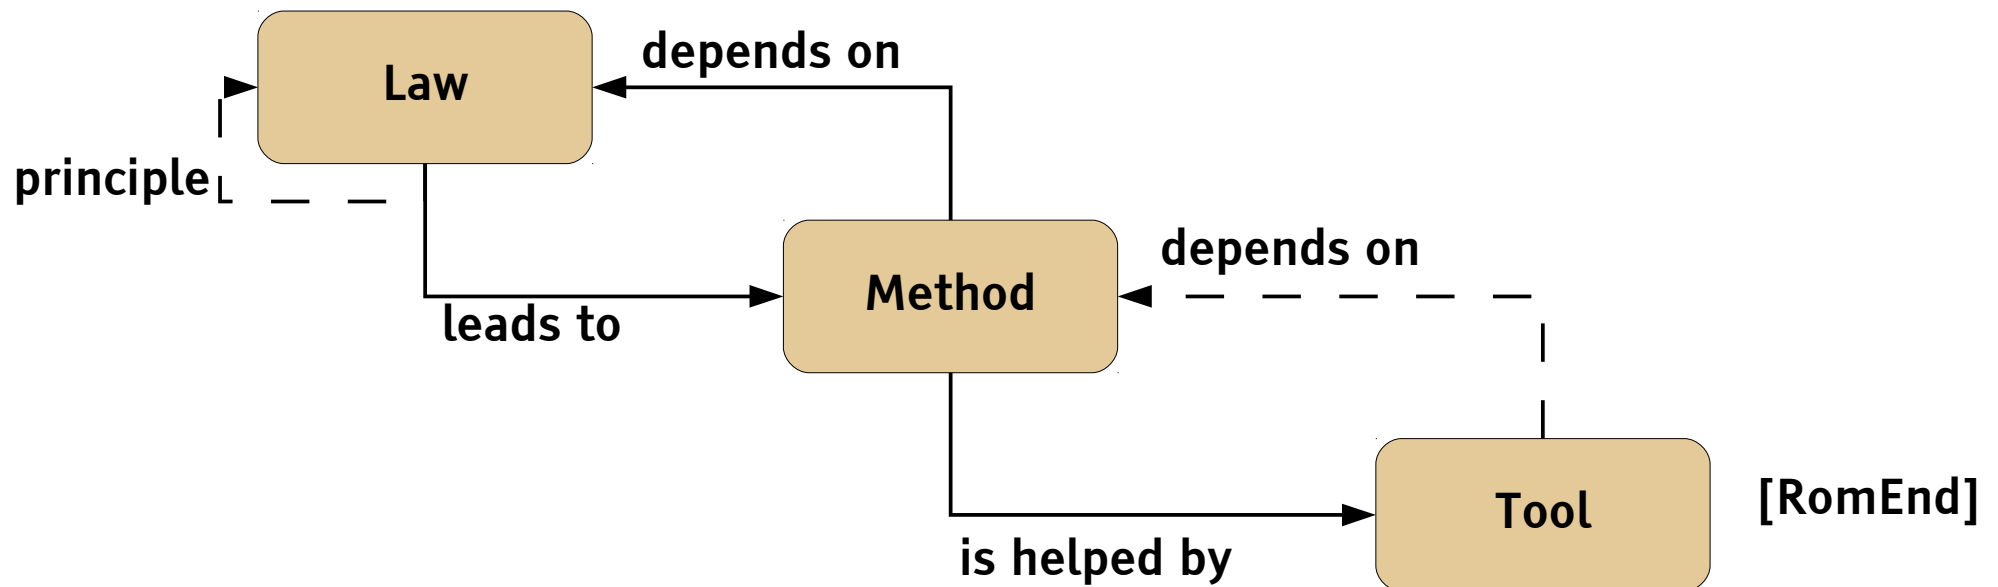 depends on
Law
principle
depends on
Method
leads to
[RomEnd]
Tool
is helped by